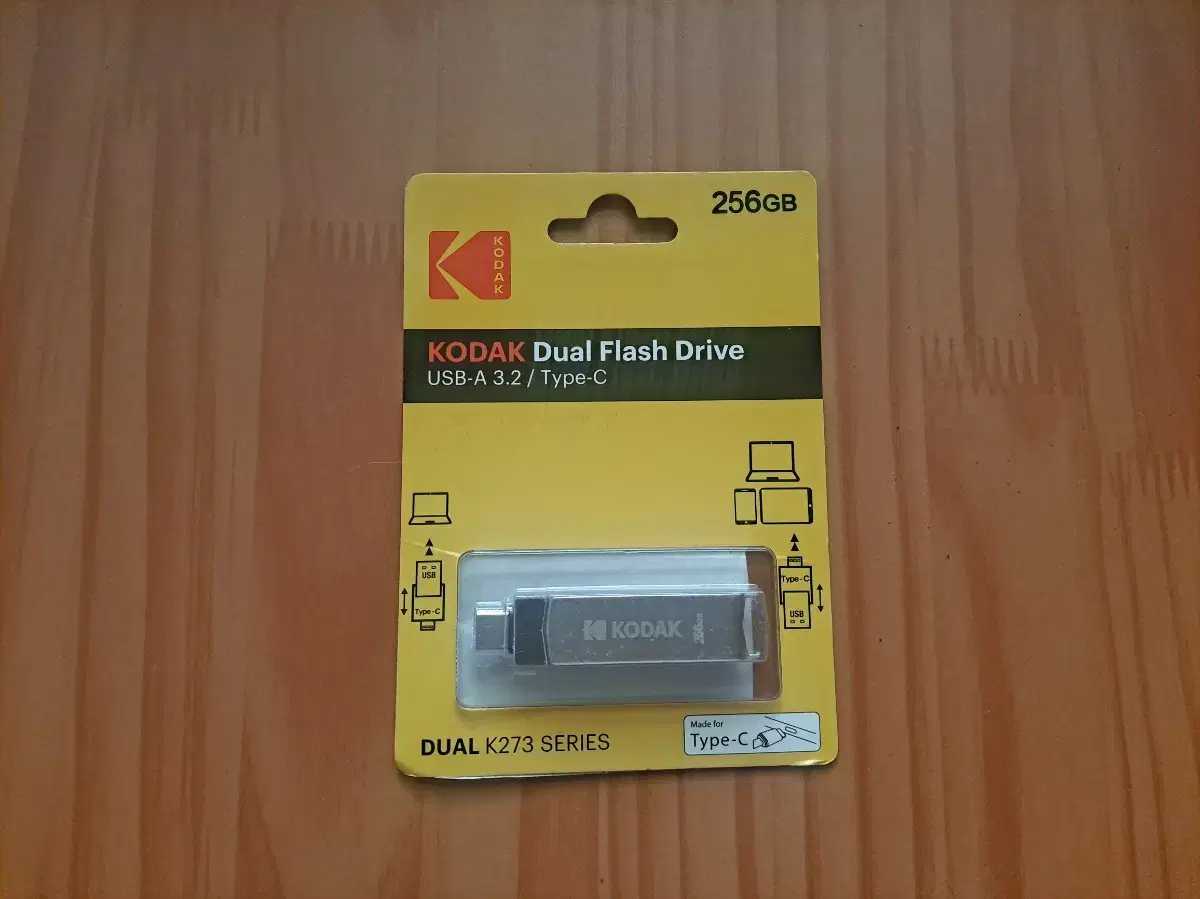 256GB
KODAK
KODAK Dual Flash Drive
USB-A 3.2 / Type-C
USB
Type-C
Type-C
USB
KODAK 256GB
DUAL K273 SERIES
Made for
Type-C